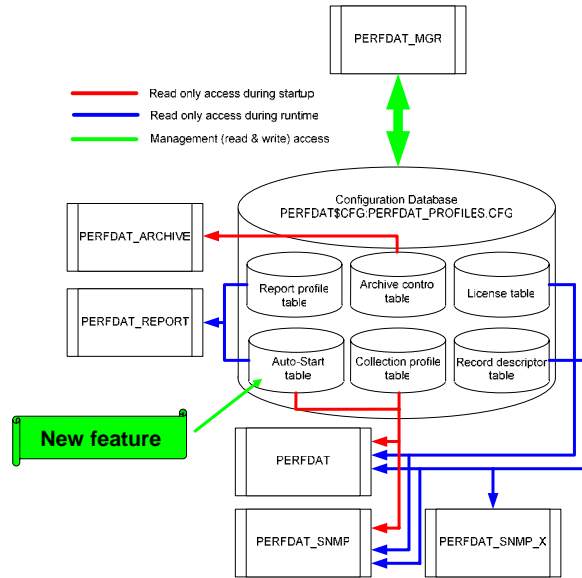 PERFDAT_MGR
Read only access during startup
Read only access during runtime
Management (read & write) access
Configuration Database
PERFDAT$CFG:PERFDAT_PROFILES.CFG
PERFDAT_ARCHIVE
Report profile
table
Archive contro
table
License table
PERFDAT_REPORT
Auto-Start
table
Collection profile
table
Record descriptor
table
New feature
PERFDAT
PERFDAT_SNMP
PERFDAT_SNMP_X